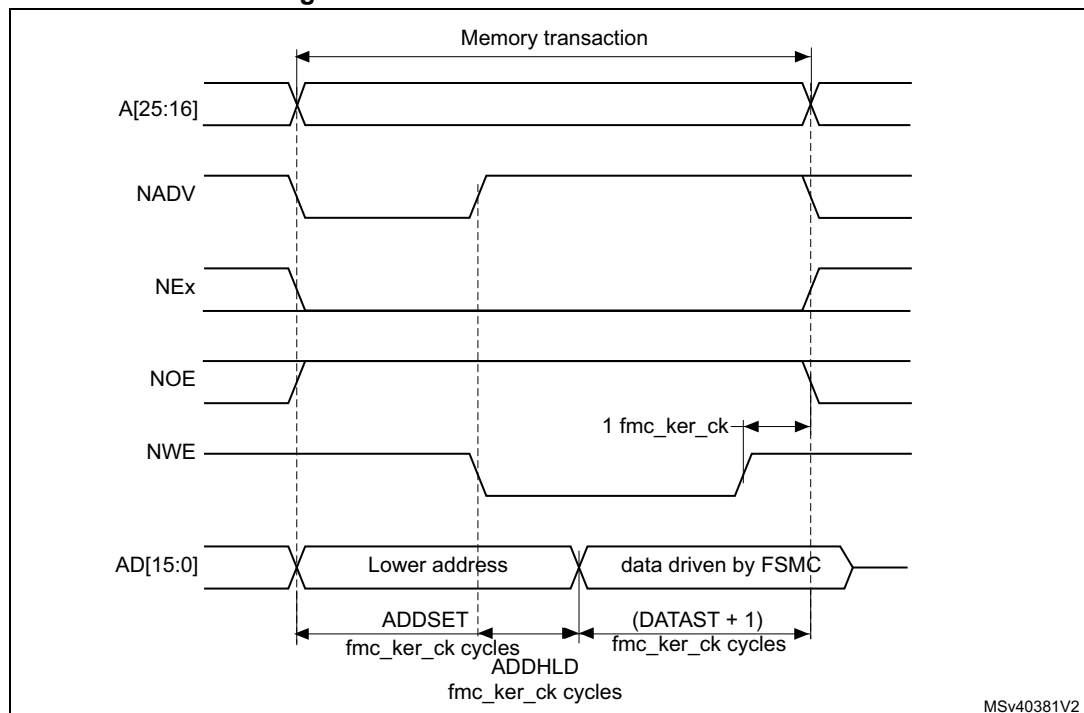 Memory transaction
A[25:16]
NADV
NEx
NOE
1 fmc_ker_ck
NWE
AD[15:0]
Lower address
data driven by FSMC
ADDSET
fmc_ker_ck cycles
(DATAST + 1)
fmc_ker_ck cycles
ADDHLD
fmc_ker_ck cycles
MSv40381V2